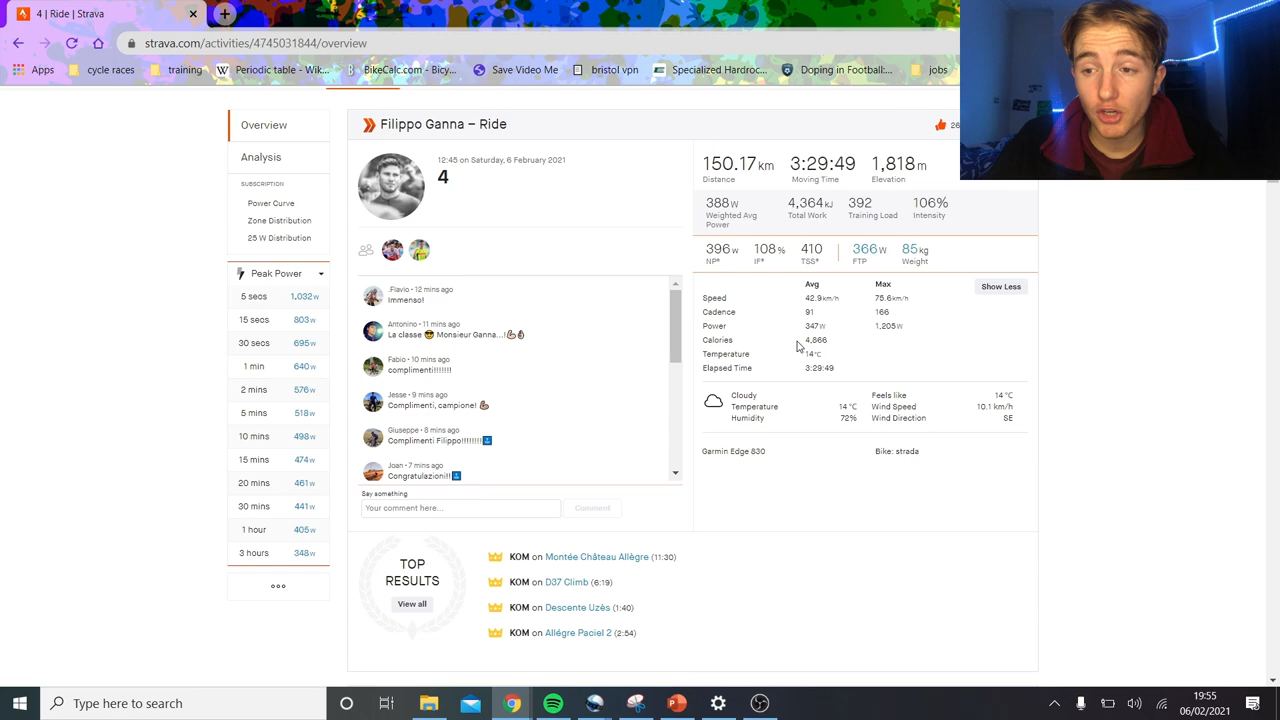 4 | Ride | Strava
strava.com/activities/4745031844/overview
Apps cycle races training Periodic table - Wik... BikeCalc.com - Bicy... Save Video Me bristol vpn Specialized Hardroc... Doping in Football:... jobs
Overview
Analysis
SUBSCRIPTION
Power Curve
Zone Distribution
25 W Distribution
Peak Power
5 secs 1,032 W
15 secs 803 W
30 secs 695 W
1 min 640 W
2 mins 576 W
5 mins 518 W
10 mins 498 W
15 mins 474 W
20 mins 461 W
30 mins 441 W
1 hour 405 W
3 hours 348 W
Filippo Ganna – Ride
26
12:45 on Saturday, 6 February 2021
4
.Flavio • 12 mins ago
Immenso!
Antonino • 11 mins ago
La classe 😎 Monsieur Ganna...!💪🏻✌🏻
Fabio • 10 mins ago
complimenti!!!!!!!
Jesse • 9 mins ago
Complimenti, campione! 💪🏼
Giuseppe • 8 mins ago
Complimenti Filippo!!!!!!!!
Joan • 7 mins ago
Congratulazioni!!
Say something
Your comment here...
Comment
150.17 km 3:29:49 1,818 m
Distance Moving Time Elevation
388 W 4,364 kJ 392 106%
Weighted Avg Power Total Work Training Load Intensity
396 W 108 % 410 366 W 85 kg
NP® IF® TSS® FTP Weight
Avg Max
Show Less
Speed 42.9 km/h 75.6 km/h
Cadence 91 166
Power 347 W 1,205 W
Calories 4,866
Temperature 14 °C
Elapsed Time 3:29:49
Cloudy Feels like 14 °C
Temperature 14 °C Wind Speed 10.1 km/h
Humidity 72% Wind Direction SE
Garmin Edge 830 Bike: strada
TOP
RESULTS
View all
KOM on Montée Château Allègre (11:30)
KOM on D37 Climb (6:19)
KOM on Descente Uzès (1:40)
KOM on Allégre Paciel 2 (2:54)
Type here to search
19:55
06/02/2021